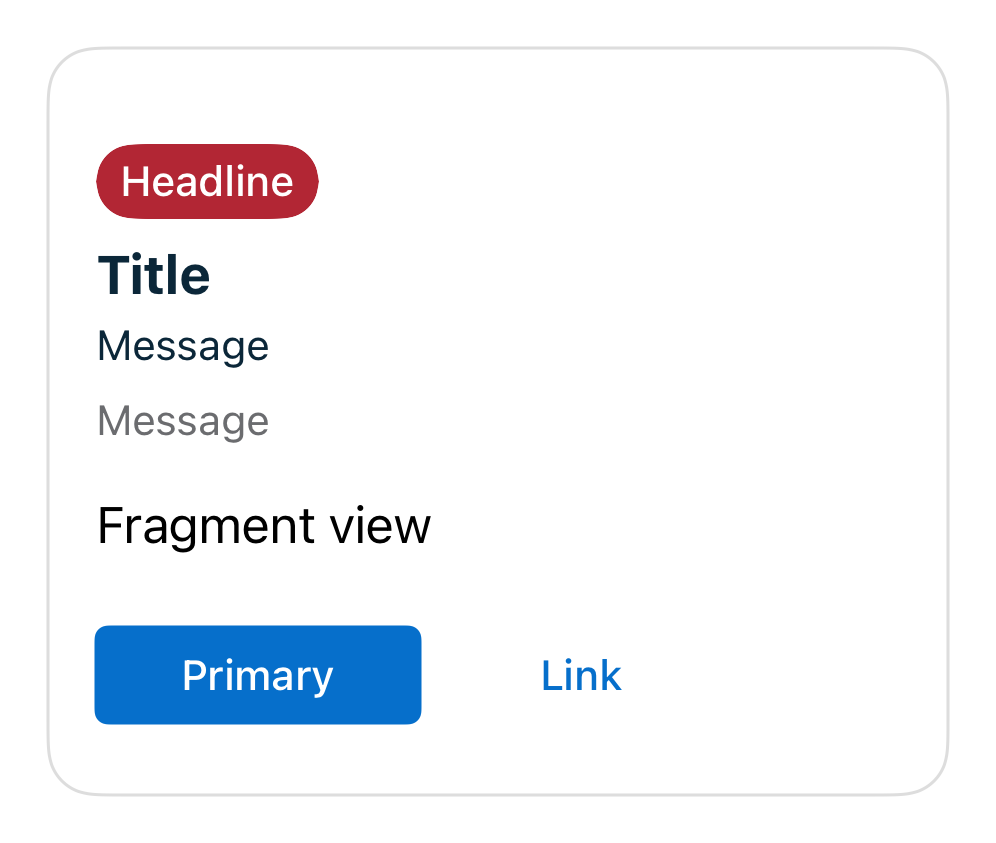 Headline
Title
Message
Message
Fragment view
Primary Link